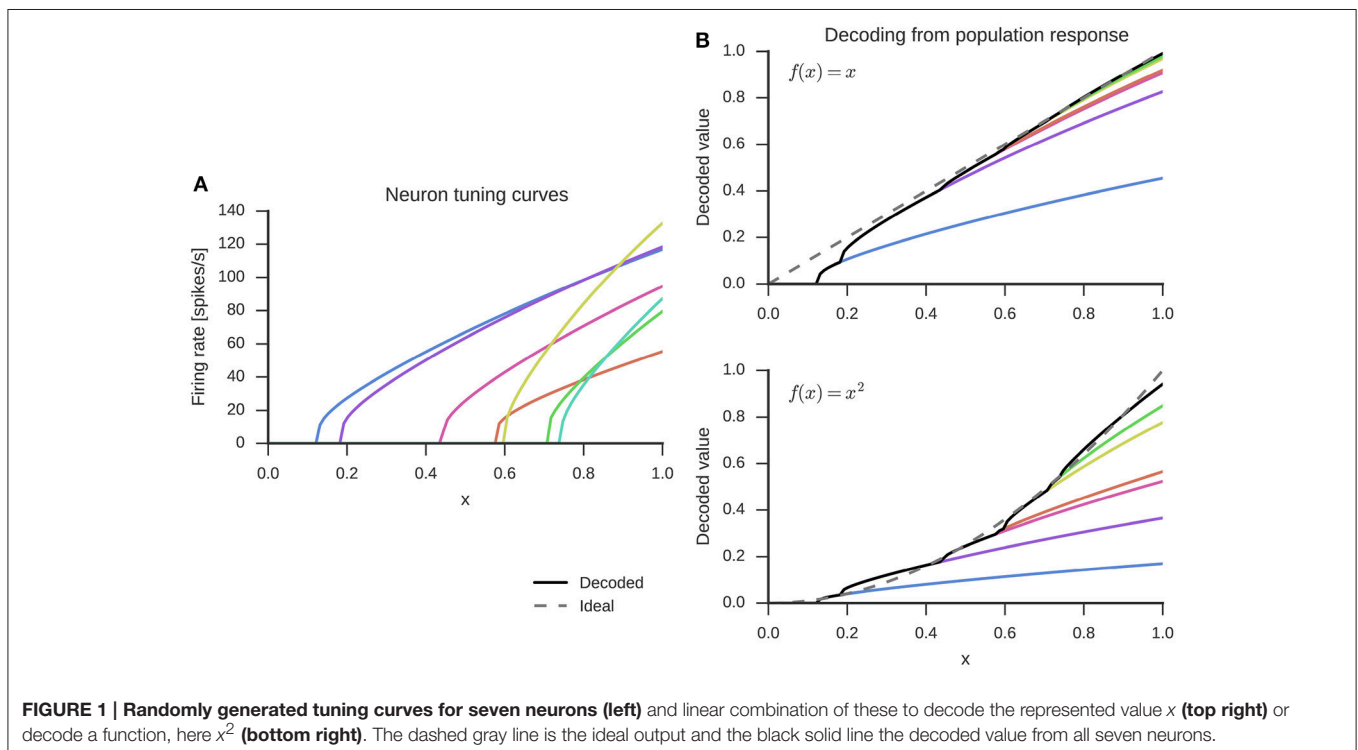 A
Neuron tuning curves
Firing rate [spikes/s]
140
120
100
80
60
40
20
0
0.0 0.2 0.4 0.6 0.8 1.0
x
Decoded
Ideal
B
Decoding from population response
f(x) = x
Decoded value
1.0
0.8
0.6
0.4
0.2
0.0
0.0 0.2 0.4 0.6 0.8 1.0
f(x) = x²
Decoded value
1.0
0.8
0.6
0.4
0.2
0.0
0.0 0.2 0.4 0.6 0.8 1.0
x
FIGURE 1 | Randomly generated tuning curves for seven neurons (left) and linear combination of these to decode the represented value x (top right) or
decode a function, here x² (bottom right). The dashed gray line is the ideal output and the black solid line the decoded value from all seven neurons.